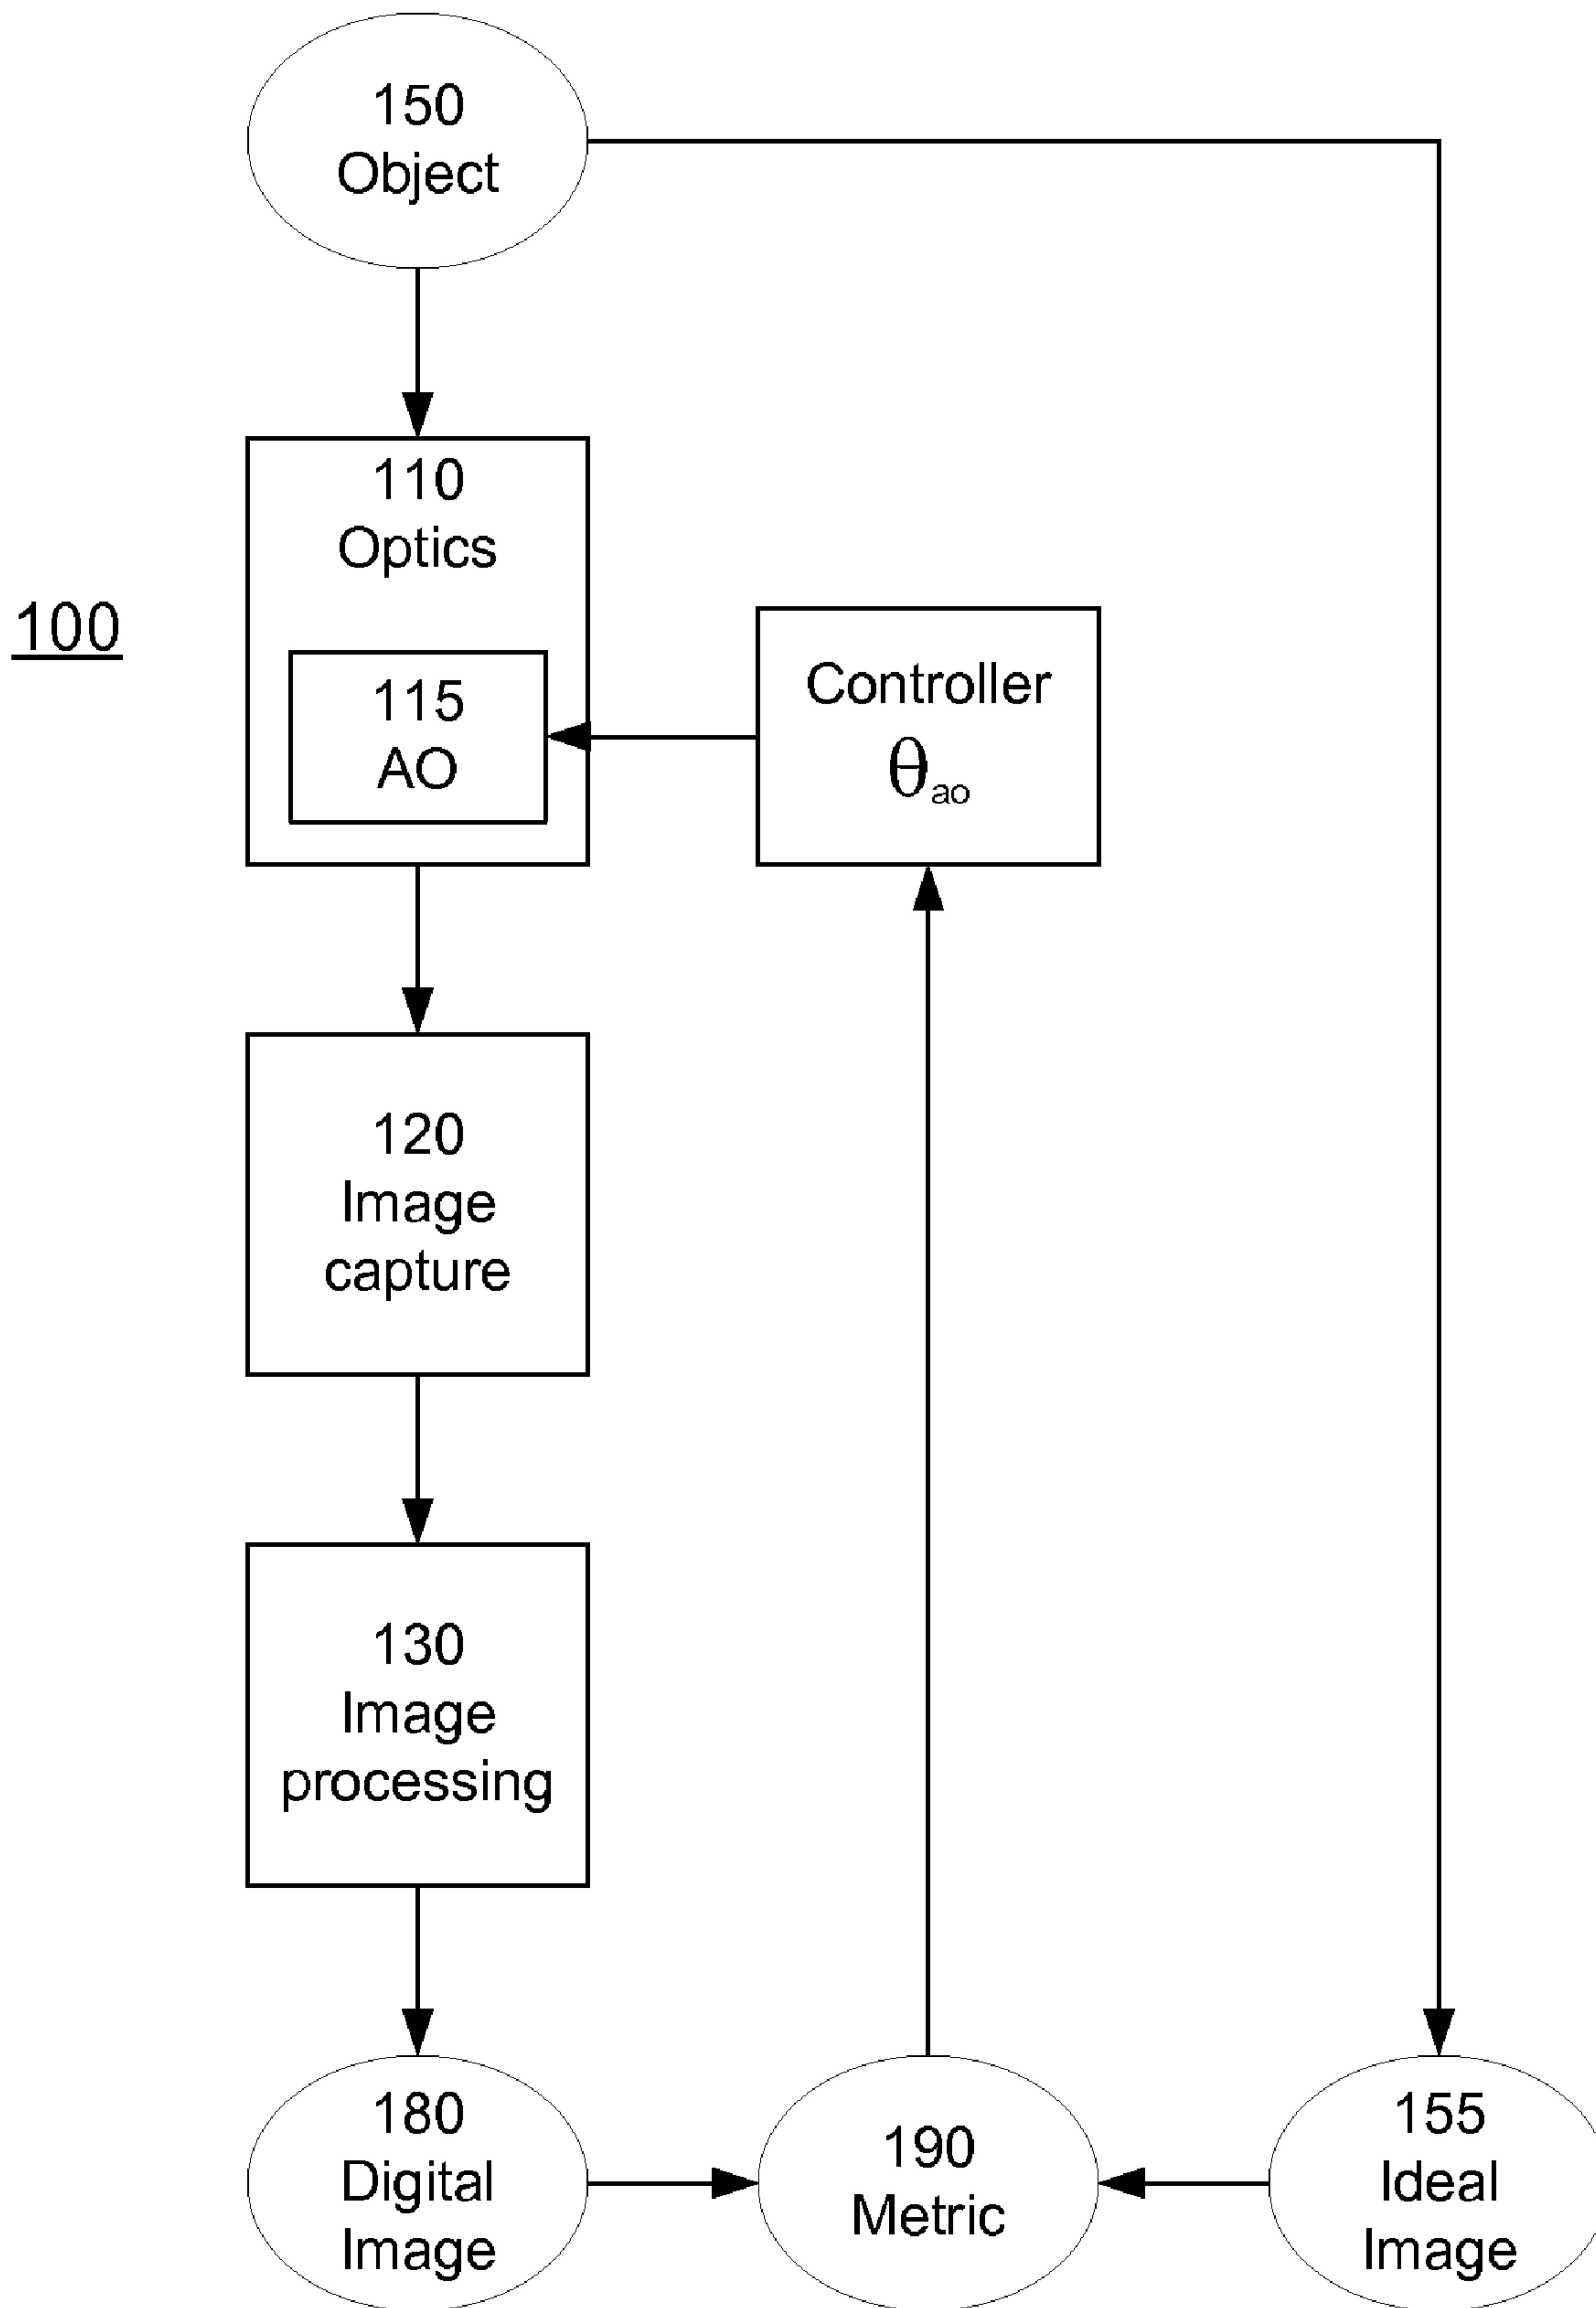 150
Object
110
Optics
100
115
AO
Controller
θao
120
Image
capture
130
Image
processing
180
Digital
Image
190
Metric
155
Ideal
Image